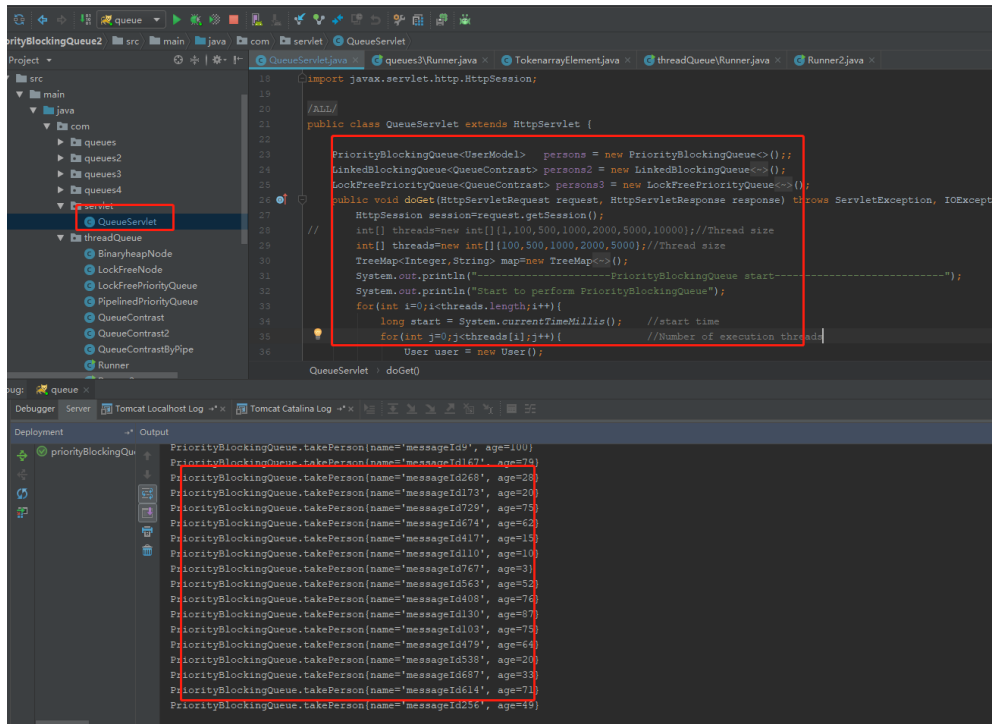 queue
orityBlockingQueue2 src main java com servlet QueueServlet
Project
QueueServlet.java queues3\Runner.java TokenarrayElement.java threadQueue\Runner.java Runner2.java
src
main
java
com
queues
queues2
queues3
queues4
servlet
QueueServlet
threadQueue
BinaryheapNode
LockFreeNode
LockFreePriorityQueue
PipelinedPriorityQueue
QueueContrast
QueueContrast2
QueueContrastByPipe
Runner
18 import javax.servlet.http.HttpSession;
19
20 /ALL/
21 public class QueueServlet extends HttpServlet {
22
23 PriorityBlockingQueue<UserModel> persons = new PriorityBlockingQueue<>();;
24 LinkedBlockingQueue<QueueContrast> persons2 = new LinkedBlockingQueue<~>();
25 LockFreePriorityQueue<QueueContrast> persons3 = new LockFreePriorityQueue<~>();
26 public void doGet(HttpServletRequest request, HttpServletResponse response) throws ServletException, IOExcept
27 HttpSession session=request.getSession();
28 // int[] threads=new int[]{1,100,500,1000,2000,5000,10000};//Thread size
29 int[] threads=new int[]{100,500,1000,2000,5000};//Thread size
30 TreeMap<Integer,String> map=new TreeMap<~>();
31 System.out.println("----------------------PriorityBlockingQueue start----------------------------");
32 System.out.println("Start to perform PriorityBlockingQueue");
33 for(int i=0;i<threads.length;i++){
34 long start = System.currentTimeMillis(); //start time
35 for(int j=0;j<threads[i];j++){ //Number of execution threads
36 User user = new User();
QueueServlet doGet()
bug: queue
Debugger Server Tomcat Localhost Log Tomcat Catalina Log
Deployment Output
priorityBlockingQu
PriorityBlockingQueue.takePerson{name='messageId9', age=100}
PriorityBlockingQueue.takePerson{name='messageId167', age=79}
PriorityBlockingQueue.takePerson{name='messageId268', age=28}
PriorityBlockingQueue.takePerson{name='messageId173', age=20}
PriorityBlockingQueue.takePerson{name='messageId729', age=75}
PriorityBlockingQueue.takePerson{name='messageId674', age=62}
PriorityBlockingQueue.takePerson{name='messageId417', age=15}
PriorityBlockingQueue.takePerson{name='messageId110', age=10}
PriorityBlockingQueue.takePerson{name='messageId767', age=3}
PriorityBlockingQueue.takePerson{name='messageId563', age=52}
PriorityBlockingQueue.takePerson{name='messageId408', age=76}
PriorityBlockingQueue.takePerson{name='messageId130', age=87}
PriorityBlockingQueue.takePerson{name='messageId103', age=75}
PriorityBlockingQueue.takePerson{name='messageId479', age=64}
PriorityBlockingQueue.takePerson{name='messageId538', age=20}
PriorityBlockingQueue.takePerson{name='messageId687', age=33}
PriorityBlockingQueue.takePerson{name='messageId614', age=71}
PriorityBlockingQueue.takePerson{name='messageId256', age=49}